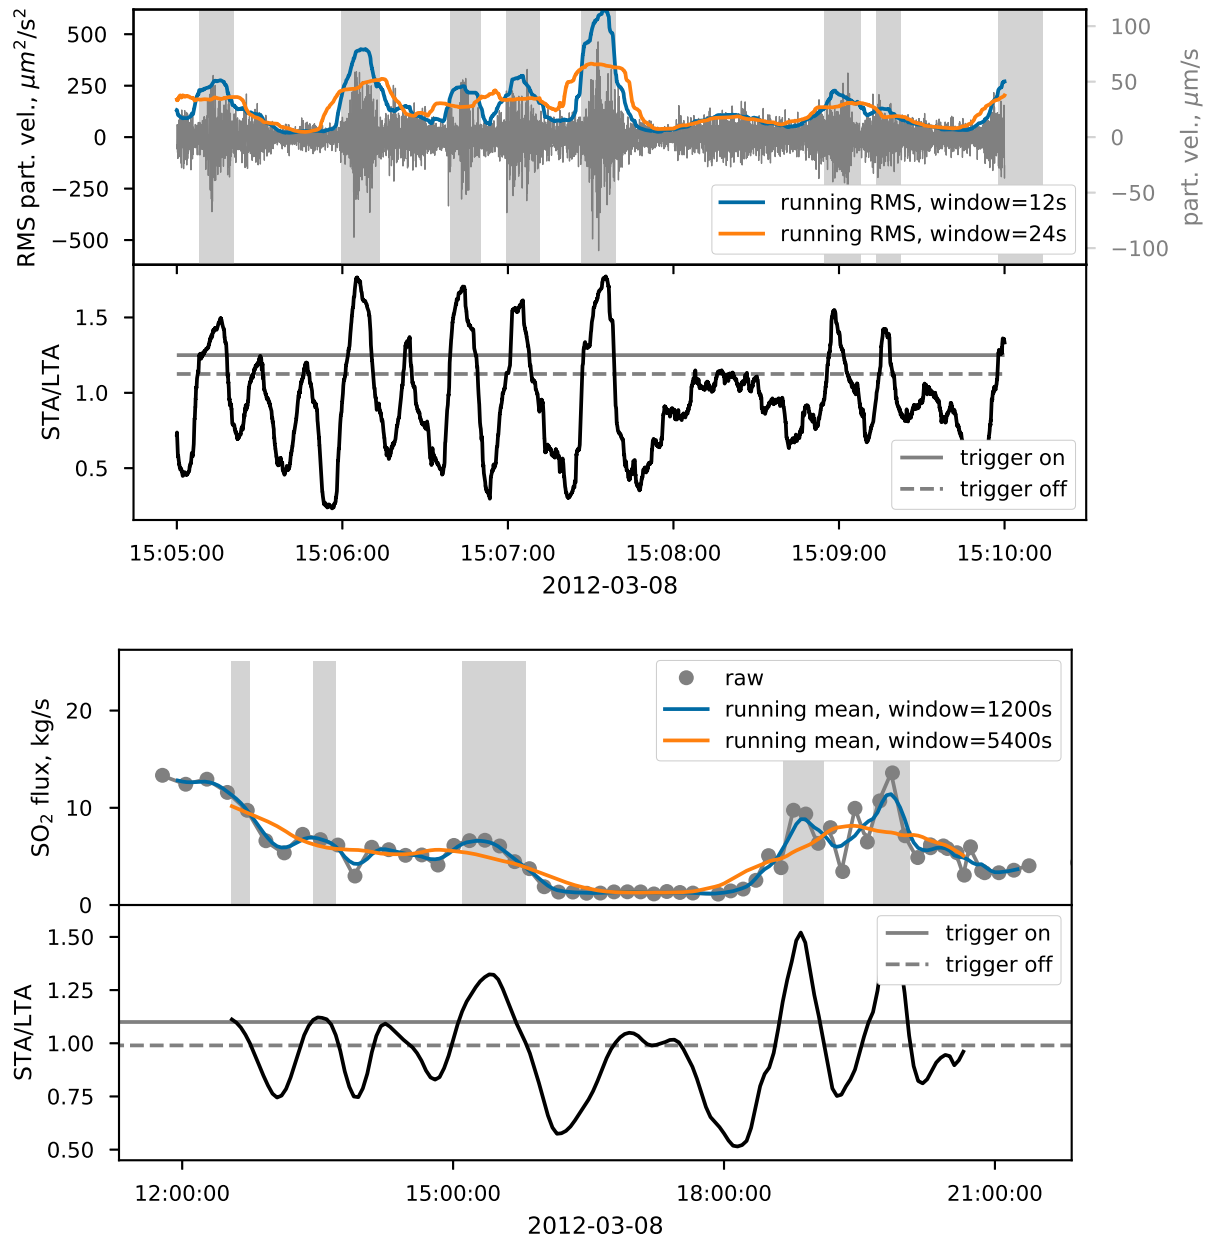 RMS part. vel., μm²/s²
500
250
0
−250
−500
100
50
0
−50
−100
part. vel., μm/s
running RMS, window=12s
running RMS, window=24s
STA/LTA
1.5
1.0
0.5
trigger on
trigger off
15:05:00 15:06:00 15:07:00 15:08:00 15:09:00 15:10:00
2012-03-08
SO₂ flux, kg/s
20
10
0
raw
running mean, window=1200s
running mean, window=5400s
STA/LTA
1.50
1.25
1.00
0.75
0.50
trigger on
trigger off
12:00:00 15:00:00 18:00:00 21:00:00
2012-03-08